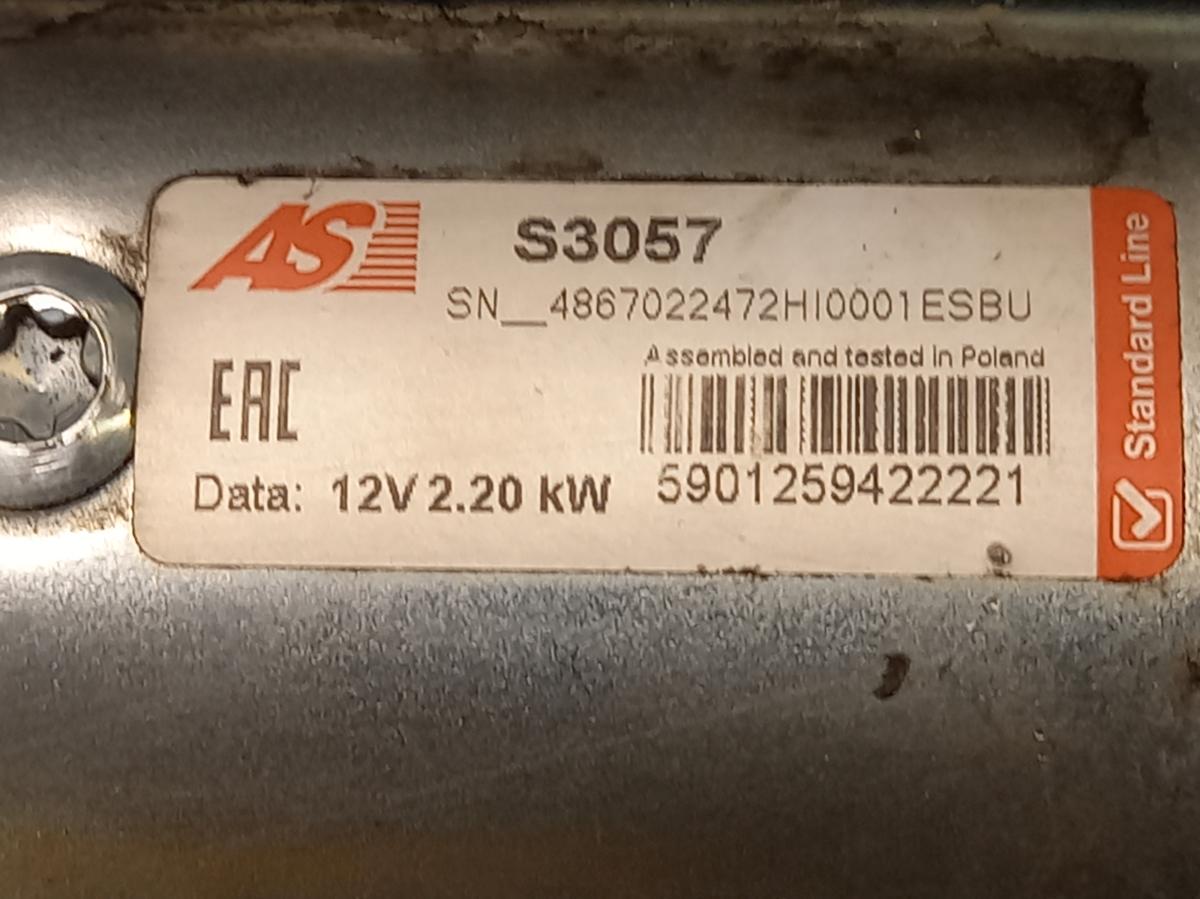 AS
S3057
SN__4867022472HI0001ESBU
Assembled and tested in Poland
EAC
Data: 12V 2.20 kW
5901259422221
Standard Line